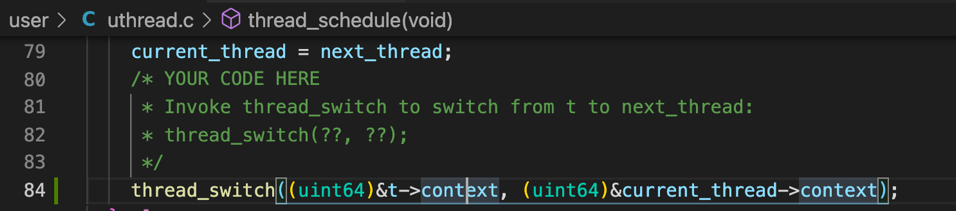 user > C uthread.c > thread_schedule(void)
79 current_thread = next_thread;
80 /* YOUR CODE HERE
81 * Invoke thread_switch to switch from t to next_thread:
82 * thread_switch(??, ??);
83 */
84 thread_switch((uint64)&t->context, (uint64)&current_thread->context);